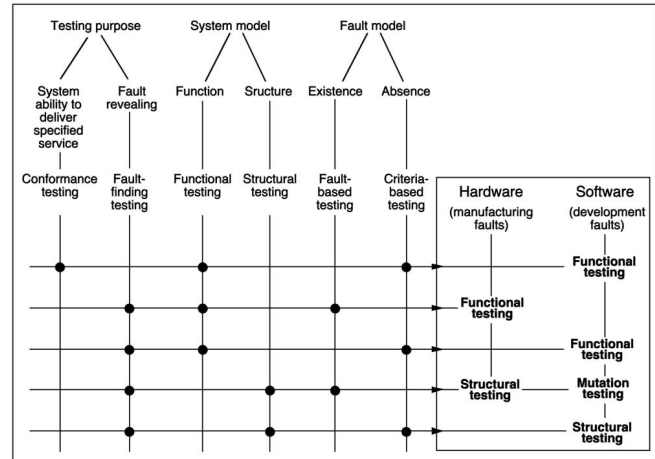 Testing purpose System model Fault model
System ability to deliver specified service
Fault revealing
Function
Sructure
Existence
Absence
Conformance testing
Fault-finding testing
Functional testing
Structural testing
Fault-based testing
Criteria-based testing
Hardware
(manufacturing faults)
Software
(development faults)
Functional testing
Functional testing
Functional testing
Structural testing
Mutation testing
Structural testing